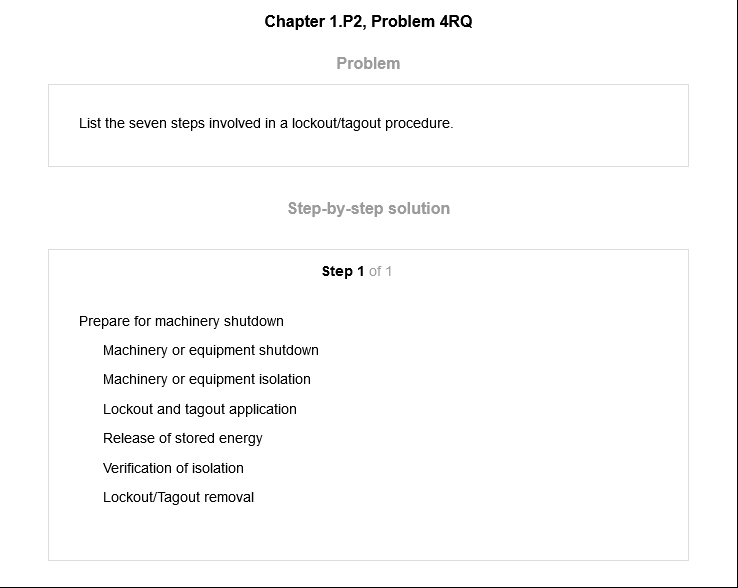 Chapter 1.P2, Problem 4RQ
Problem
List the seven steps involved in a lockout/tagout procedure.
Step-by-step solution
Step 1 of 1
Prepare for machinery shutdown
Machinery or equipment shutdown
Machinery or equipment isolation
Lockout and tagout application
Release of stored energy
Verification of isolation
Lockout/Tagout removal